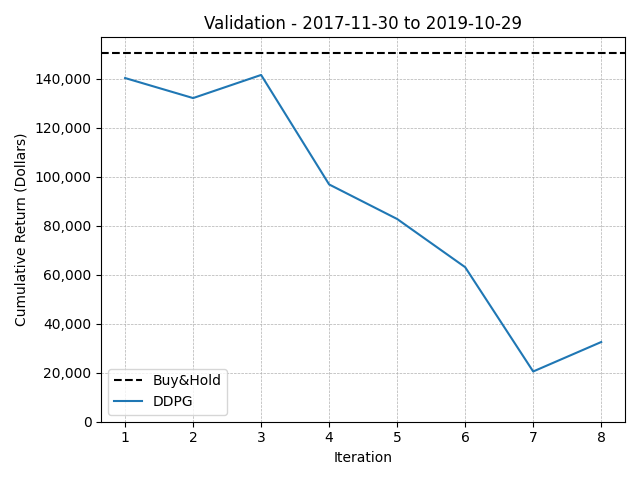 Validation - 2017-11-30 to 2019-10-29
Cumulative Return (Dollars)
140,000
120,000
100,000
80,000
60,000
40,000
20,000
0
Buy&Hold
DDPG
1 2 3 4 5 6 7 8
Iteration